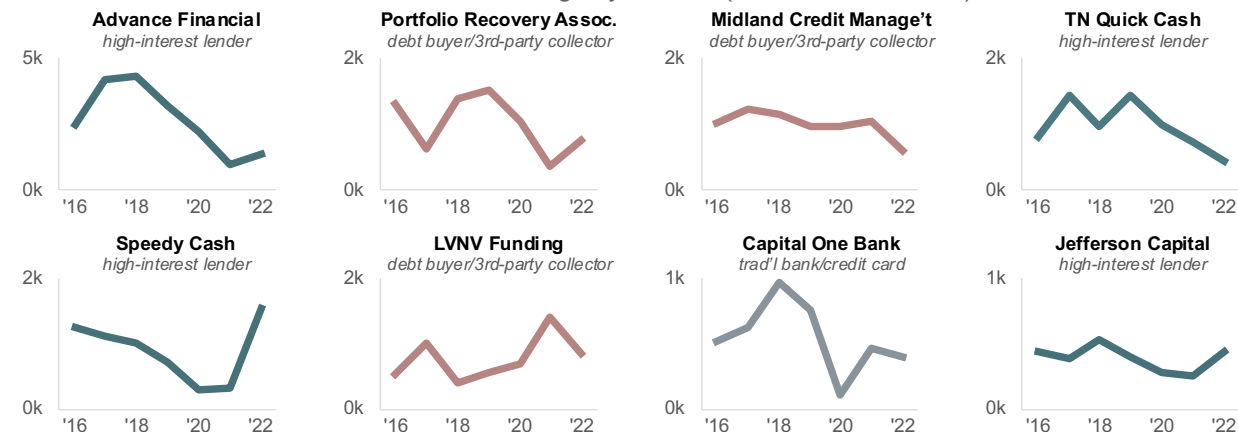 Advance Financial
high-interest lender
5k
0k
'16 '18 '20 '22
Portfolio Recovery Assoc.
debt buyer/3rd-party collector
2k
0k
'16 '18 '20 '22
Midland Credit Manage't
debt buyer/3rd-party collector
2k
0k
'16 '18 '20 '22
TN Quick Cash
high-interest lender
2k
0k
'16 '18 '20 '22
Speedy Cash
high-interest lender
2k
0k
'16 '18 '20 '22
LVNV Funding
debt buyer/3rd-party collector
2k
0k
'16 '18 '20 '22
Capital One Bank
trad'l bank/credit card
1k
0k
'16 '18 '20 '22
Jefferson Capital
high-interest lender
1k
0k
'16 '18 '20 '22